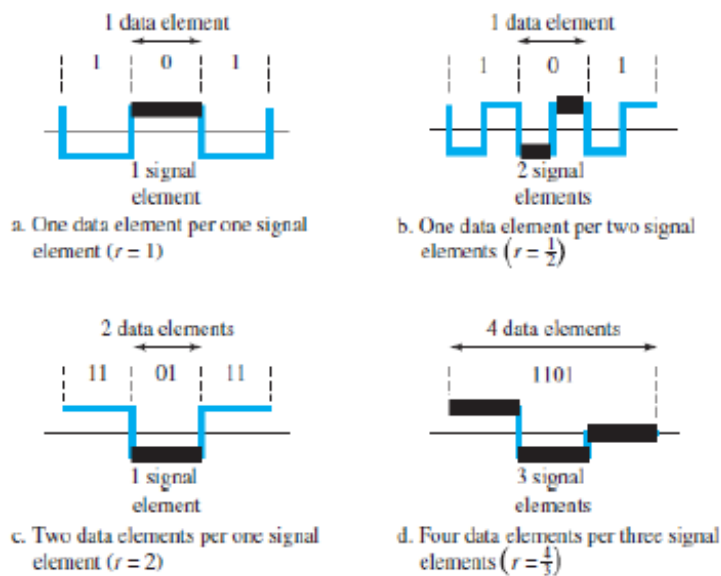 1 data element
1 0 1
1 signal
element
a. One data element per one signal
element (r = 1)
1 data element
1 0 1
2 signal
elements
b. One data element per two signal
elements (r = 1/2)
2 data elements
11 01 11
1 signal
element
c. Two data elements per one signal
element (r = 2)
4 data elements
1101
3 signal
elements
d. Four data elements per three signal
elements (r = 4/3)